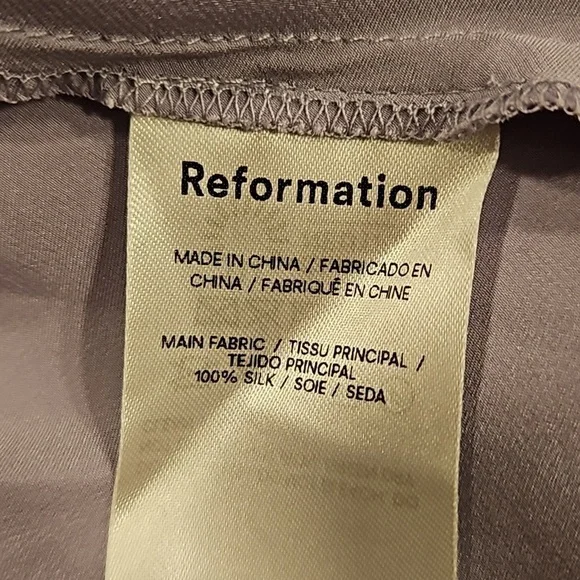 Reformation
MADE IN CHINA / FABRICADO EN
CHINA / FABRIQUÉ EN CHINE
MAIN FABRIC / TISSU PRINCIPAL /
TEJIDO PRINCIPAL
100% SILK / SOIE / SEDA